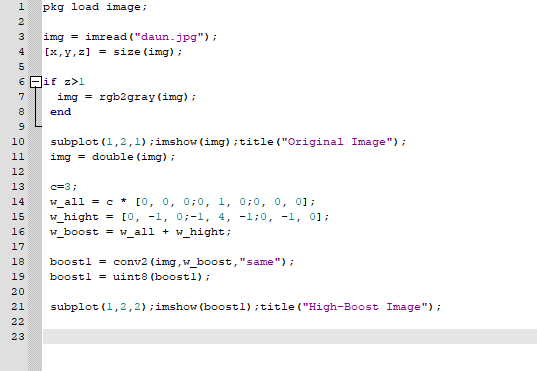 1 pkg load image;
2
3 img = imread("daun.jpg");
4 [x,y,z] = size(img);
5
6 if z>1
7 img = rgb2gray(img);
8 end
9
10 subplot(1,2,1);imshow(img);title("Original Image");
11 img = double(img);
12
13 c=3;
14 w_all = c * [0, 0, 0;0, 1, 0;0, 0, 0];
15 w_hight = [0, -1, 0;-1, 4, -1;0, -1, 0];
16 w_boost = w_all + w_hight;
17
18 boost1 = conv2(img,w_boost,"same");
19 boost1 = uint8(boost1);
20
21 subplot(1,2,2);imshow(boost1);title("High-Boost Image");
22
23